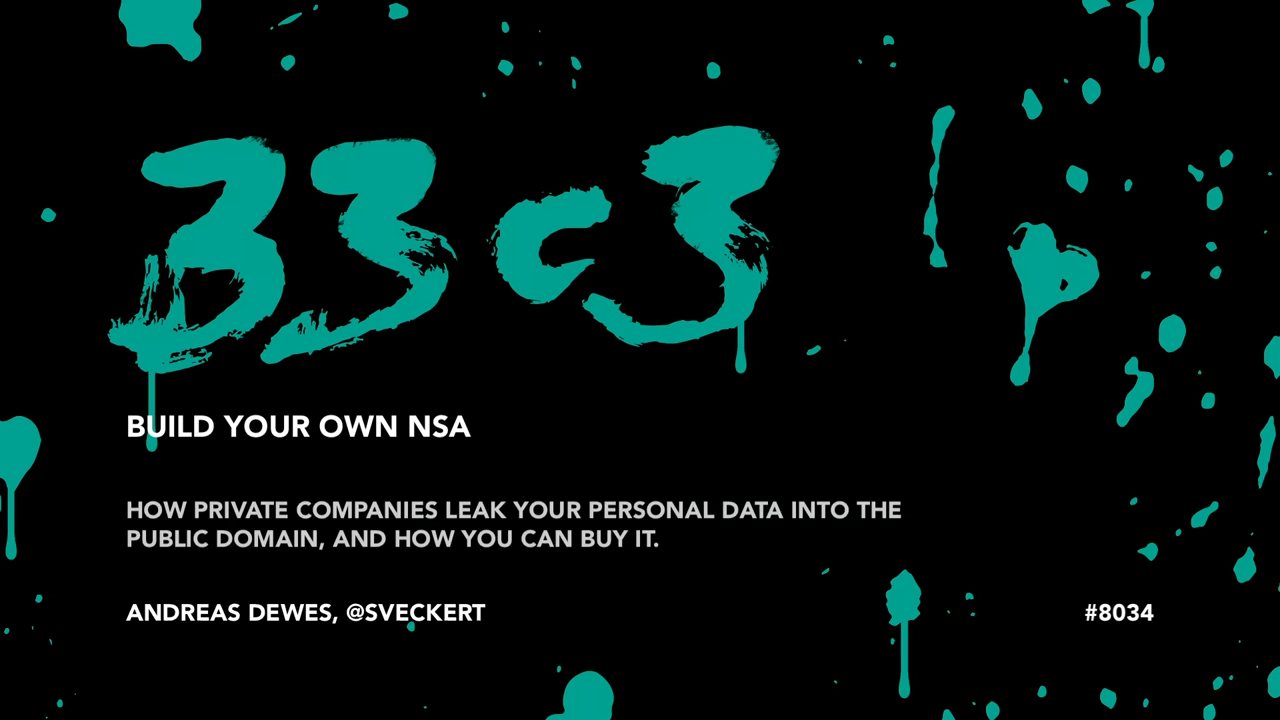 33c3
BUILD YOUR OWN NSA
HOW PRIVATE COMPANIES LEAK YOUR PERSONAL DATA INTO THE
PUBLIC DOMAIN, AND HOW YOU CAN BUY IT.
ANDREAS DEWES, @SVECKERT
#8034